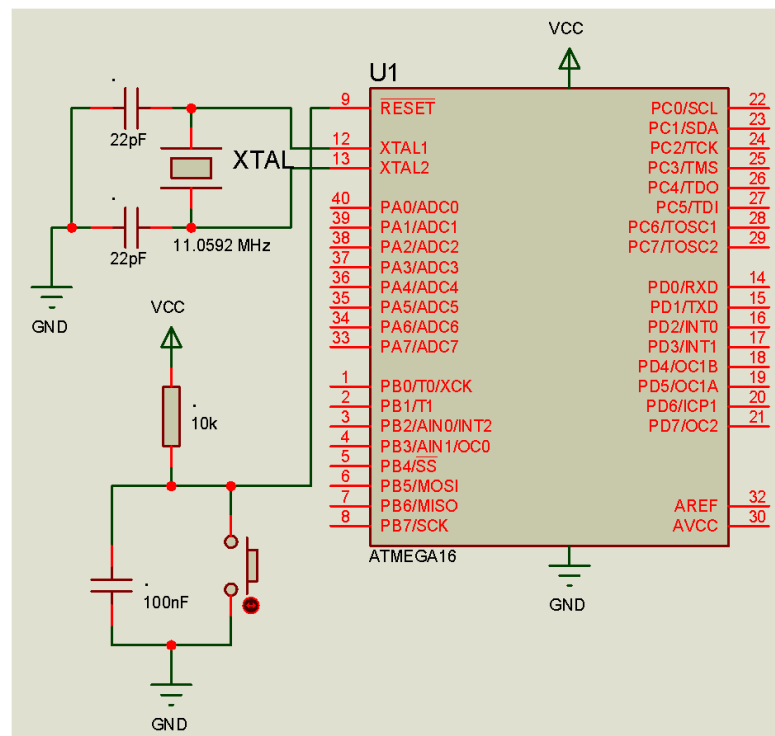 VCC
U1
22pF
XTAL
22pF
11.0592 MHz
GND
VCC
10k
100nF
GND
9 RESET
12 XTAL1
13 XTAL2
40 PA0/ADC0
39 PA1/ADC1
38 PA2/ADC2
37 PA3/ADC3
36 PA4/ADC4
35 PA5/ADC5
34 PA6/ADC6
33 PA7/ADC7
1 PB0/T0/XCK
2 PB1/T1
3 PB2/AIN0/INT2
4 PB3/AIN1/OC0
5 PB4/SS
6 PB5/MOSI
7 PB6/MISO
8 PB7/SCK
PC0/SCL 22
PC1/SDA 23
PC2/TCK 24
PC3/TMS 25
PC4/TDO 26
PC5/TDI 27
PC6/TOSC1 28
PC7/TOSC2 29
PD0/RXD 14
PD1/TXD 15
PD2/INT0 16
PD3/INT1 17
PD4/OC1B 18
PD5/OC1A 19
PD6/ICP1 20
PD7/OC2 21
AREF 32
AVCC 30
ATMEGA16
GND